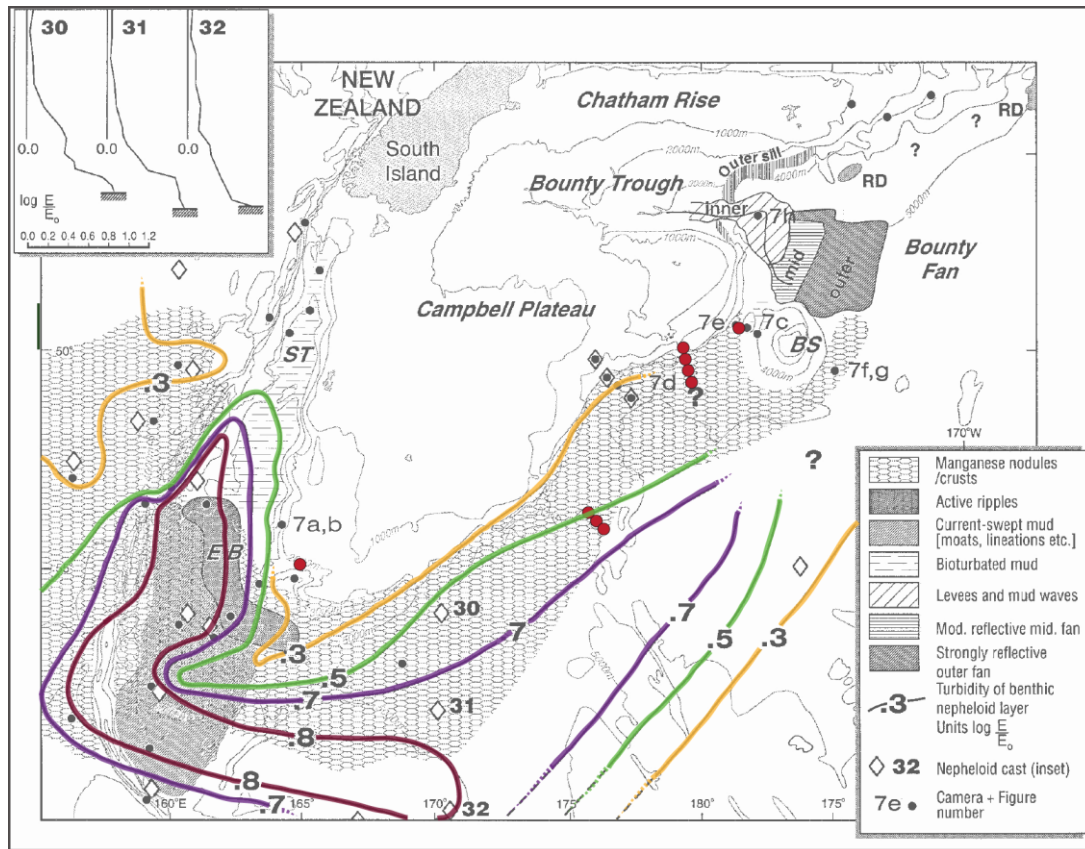 30 31 32
0.0 0.0 0.0
log E/Eo
0.0 0.2 0.4 0.6 0.8 1.0 1.2
NEW
ZEALAND
South
Island
Chatham Rise
1000m
2000m
Outer sill
4000m
RD
?
?
RD
5000m
Bounty Trough
Inner
7h
mid
outer
Bounty
Fan
1000m
Campbell Plateau
ST
50°
.3
7e
7c
BS
4000m
7d
?
7f,g
?
170°W
7a,b
EB
30
.3
.5
.7
.7
.7
.5
.3
31
.8
.8
.7
32
160°E
165°
170°
175°
180°
175°
Manganese nodules
/crusts
Active ripples
Current-swept mud
[moats, lineations etc.]
Bioturbated mud
Levees and mud waves
Mod. reflective mid. fan
Strongly reflective
outer fan
.3 Turbidity of benthic
nepheloid layer
Units log E/Eo
32 Nepheloid cast (inset)
7e Camera + Figure
number